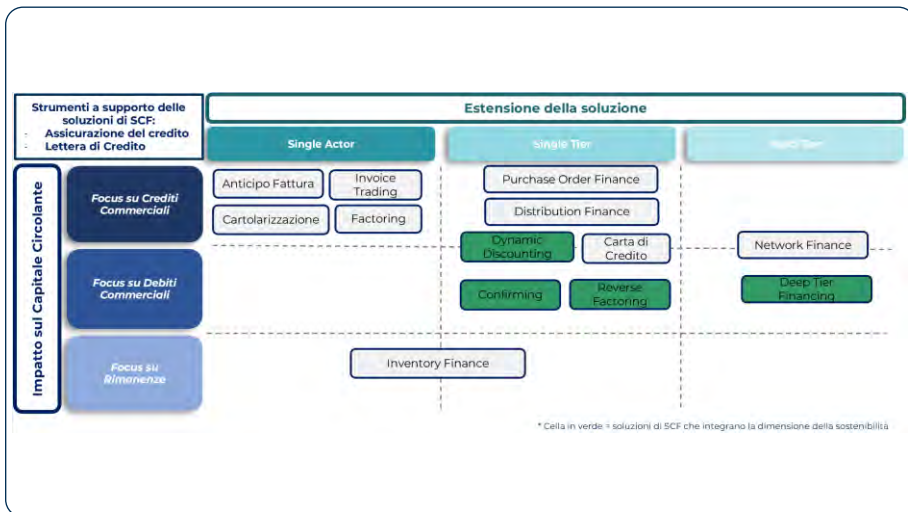 Strumenti a supporto delle
soluzioni di SCF:
· Assicurazione del credito
· Lettera di Credito
Estensione della soluzione
Single Actor
Single Tier
Multi Tier
Impatto sul Capitale Circolante
Focus su Crediti
Commerciali
Anticipo Fattura
Invoice
Trading
Cartolarizzazione
Factoring
Purchase Order Finance
Distribution Finance
Dynamic
Discounting
Carta di
Credito
Network Finance
Focus su Debiti
Commerciali
Confirming
Reverse
Factoring
Deep Tier
Financing
Focus su
Rimanenze
Inventory Finance
* Cella in verde = soluzioni di SCF che integrano la dimensione della sostenibilità